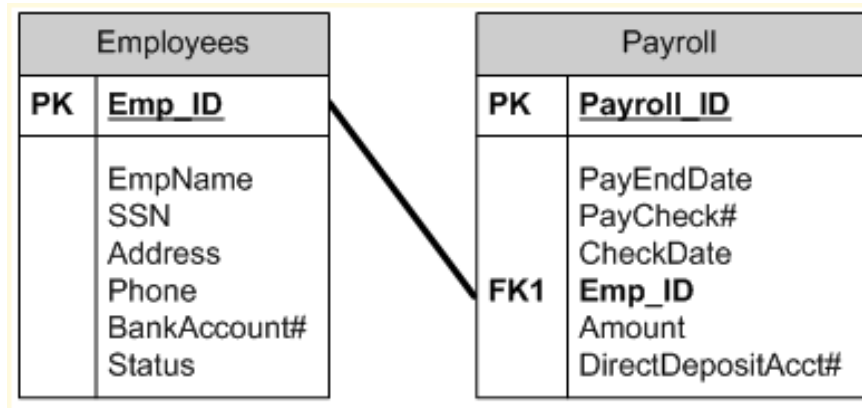 Employees
PK Emp_ID
EmpName
SSN
Address
Phone
BankAccount#
Status
Payroll
PK Payroll_ID
PayEndDate
PayCheck#
CheckDate
FK1 Emp_ID
Amount
DirectDepositAcct#